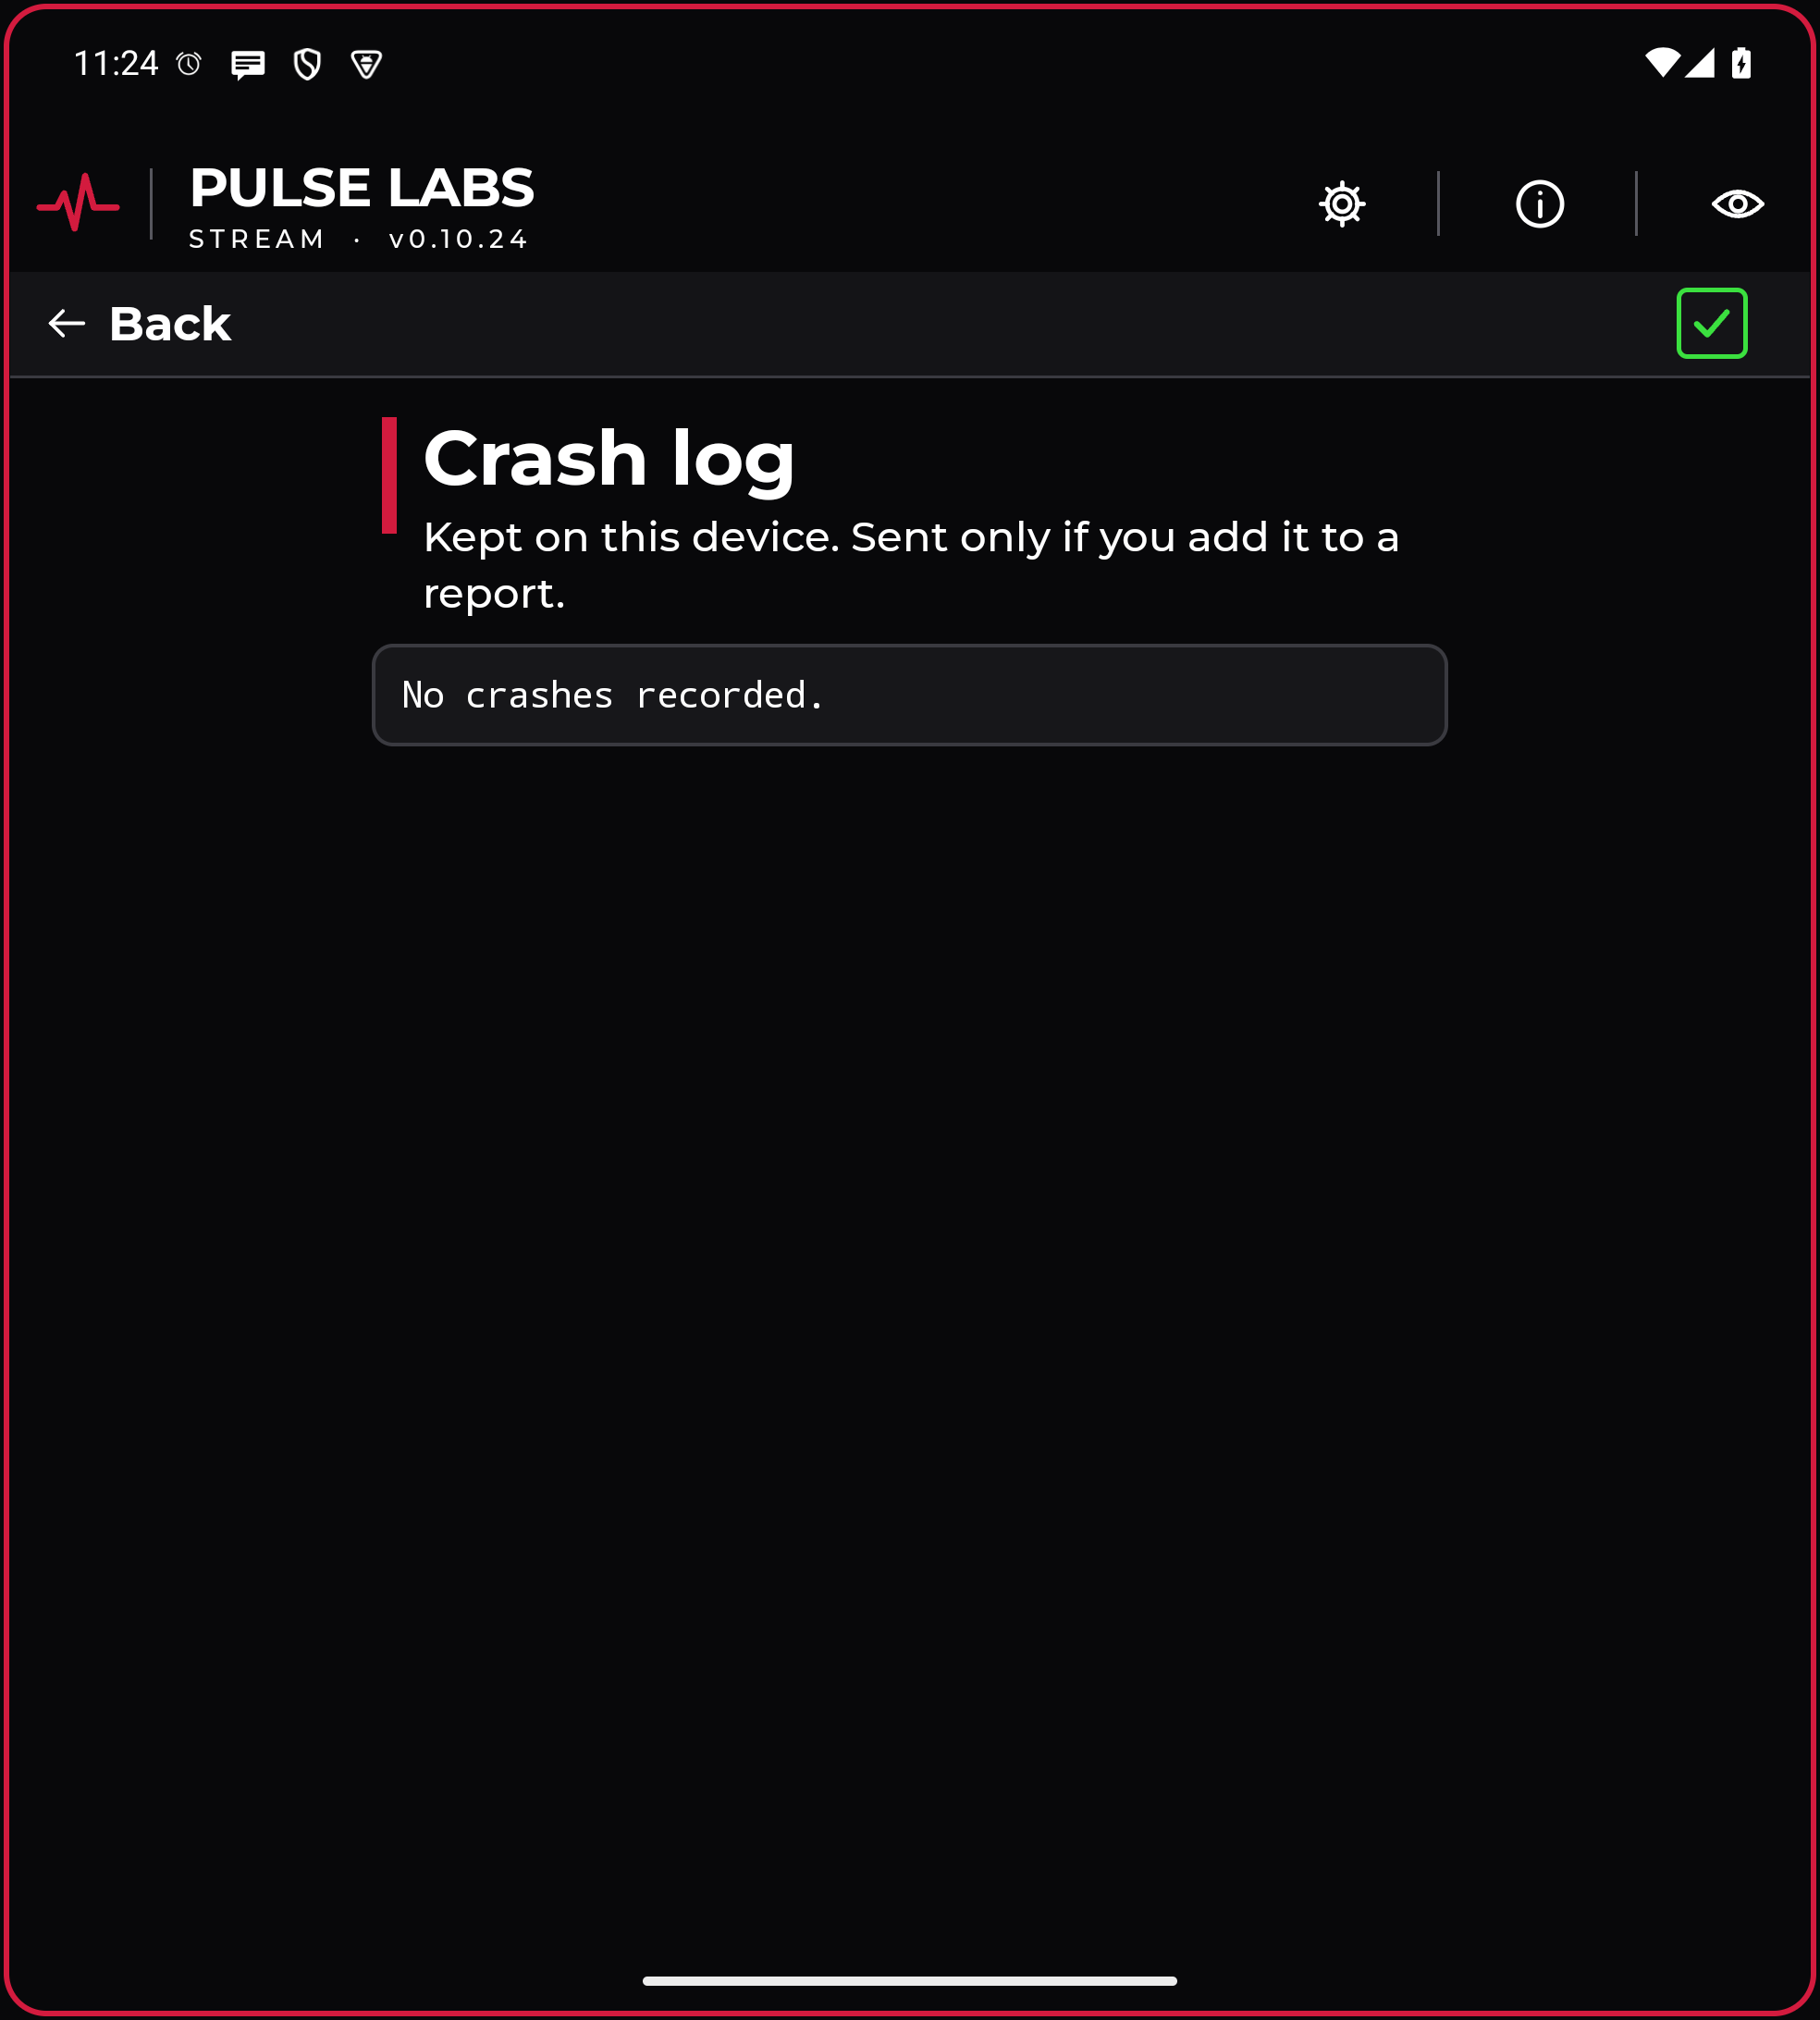 11:24
PULSE LABS
STREAM · v0.10.24
Back
Crash log
Kept on this device. Sent only if you add it to a
report.
No crashes recorded.